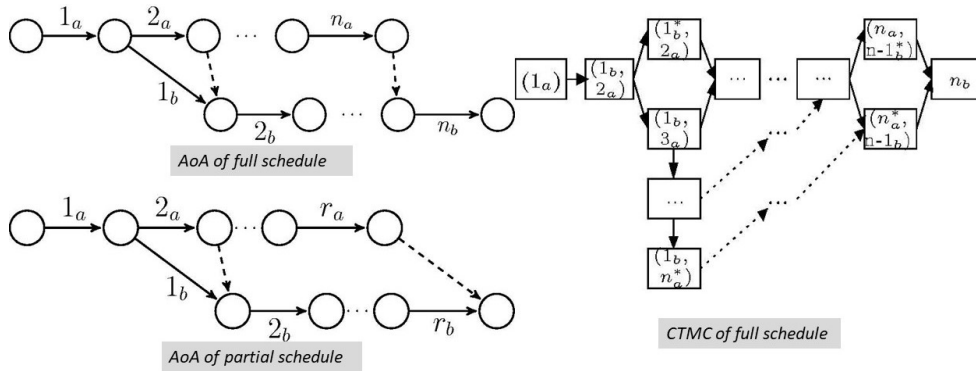 1a 2a ... na
1b
2b ... nb
AoA of full schedule
1a 2a ... ra
1b
2b ... rb
AoA of partial schedule
(1a)
(1b,
2a)
(1*b,
2a)
(1b,
3a)
...
(1b,
n*a)
...
...
...
...
...
(na,
n-1*b)
(n*a,
n-1b)
nb
CTMC of full schedule